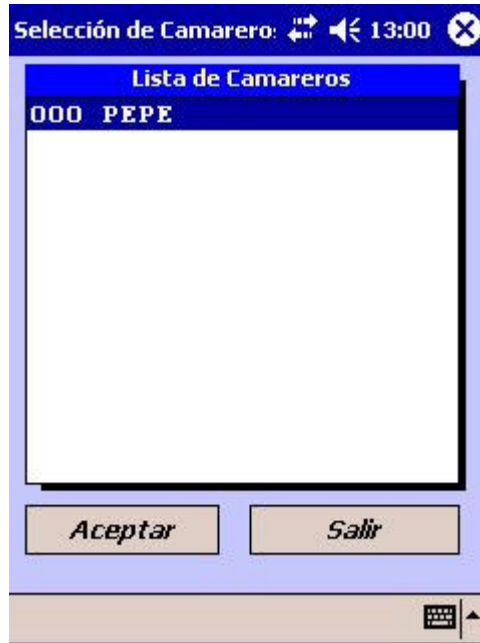 Selección de Camarero: 13:00
Lista de Camareros
000 PEPE
Aceptar
Salir